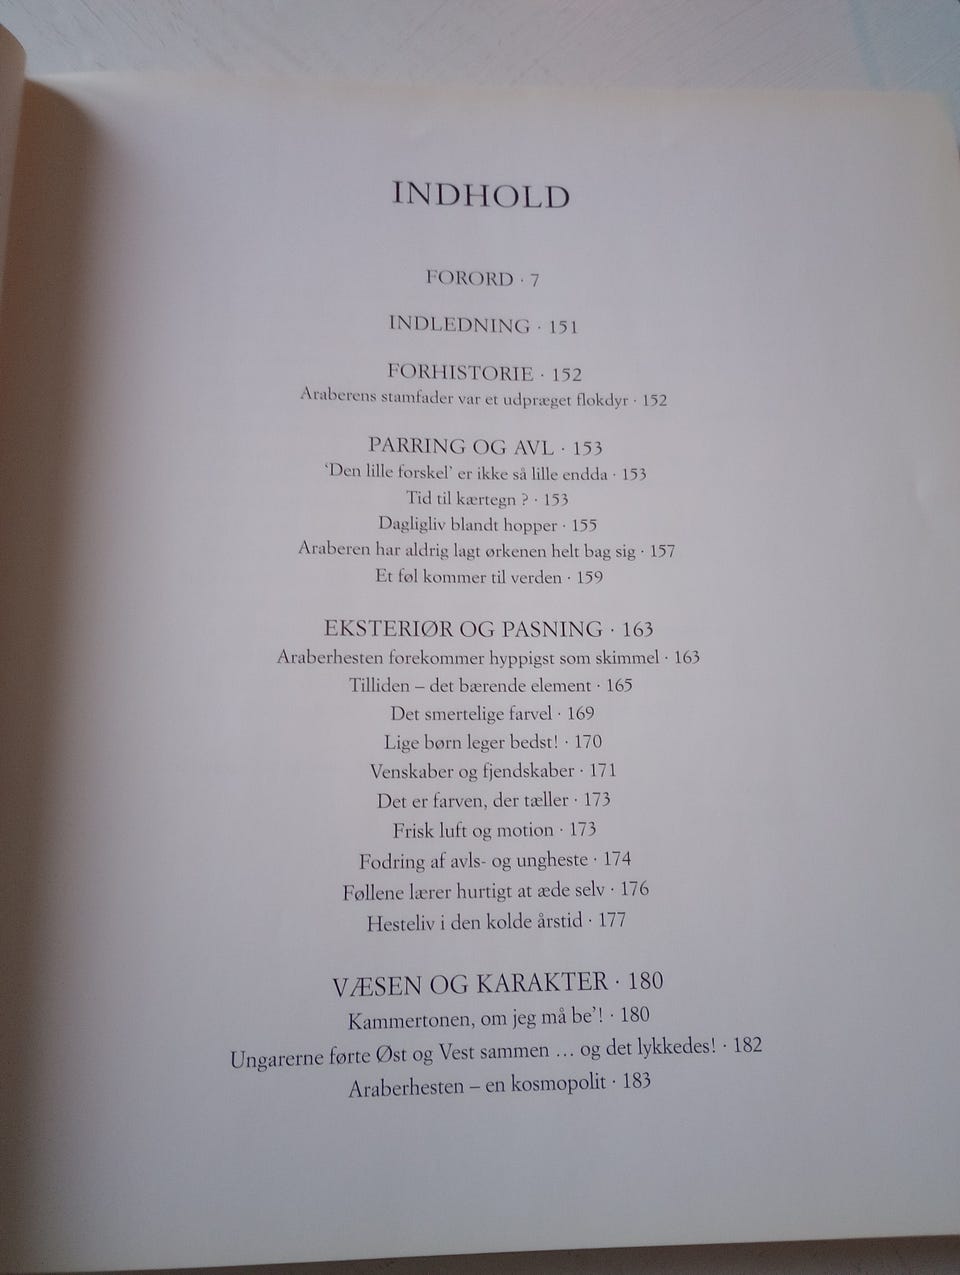 INDHOLD
FORORD · 7
INDLEDNING · 151
FORHISTORIE · 152
Araberens stamfader var et udpræget flokdyr · 152
PARRING OG AVL · 153
‘Den lille forskel’ er ikke så lille endda · 153
Tid til kærtegn ? · 153
Dagligliv blandt hopper · 155
Araberen har aldrig lagt ørkenen helt bag sig · 157
Et føl kommer til verden · 159
EKSTERIØR OG PASNING · 163
Araberhesten forekommer hyppigst som skimmel · 163
Tilliden – det bærende element · 165
Det smertelige farvel · 169
Lige børn leger bedst! · 170
Venskaber og fjendskaber · 171
Det er farven, der tæller · 173
Frisk luft og motion · 173
Fodring af avls- og ungheste · 174
Føllene lærer hurtigt at æde selv · 176
Hesteliv i den kolde årstid · 177
VÆSEN OG KARAKTER · 180
Kammertonen, om jeg må be’! · 180
Ungarerne førte Øst og Vest sammen … og det lykkedes! · 182
Araberhesten – en kosmopolit · 183